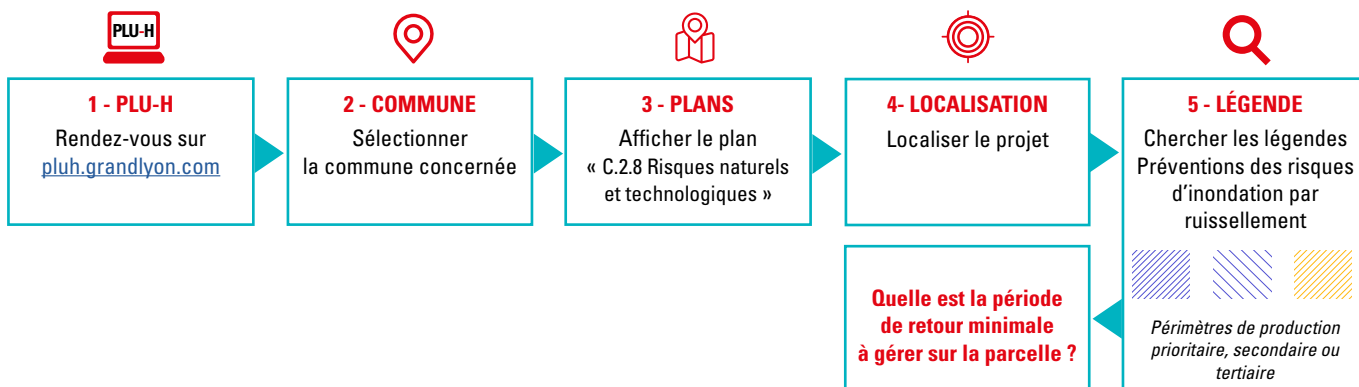 PLU-H
1 - PLU-H
Rendez-vous sur
pluh.grandlyon.com
2 - COMMUNE
Sélectionner
la commune concernée
3 - PLANS
Afficher le plan
« C.2.8 Risques naturels
et technologiques »
4- LOCALISATION
Localiser le projet
5 - LÉGENDE
Chercher les légendes
Préventions des risques
d'inondation par
ruissellement
Périmètres de production
prioritaire, secondaire ou
tertiaire
Quelle est la période
de retour minimale
à gérer sur la parcelle ?